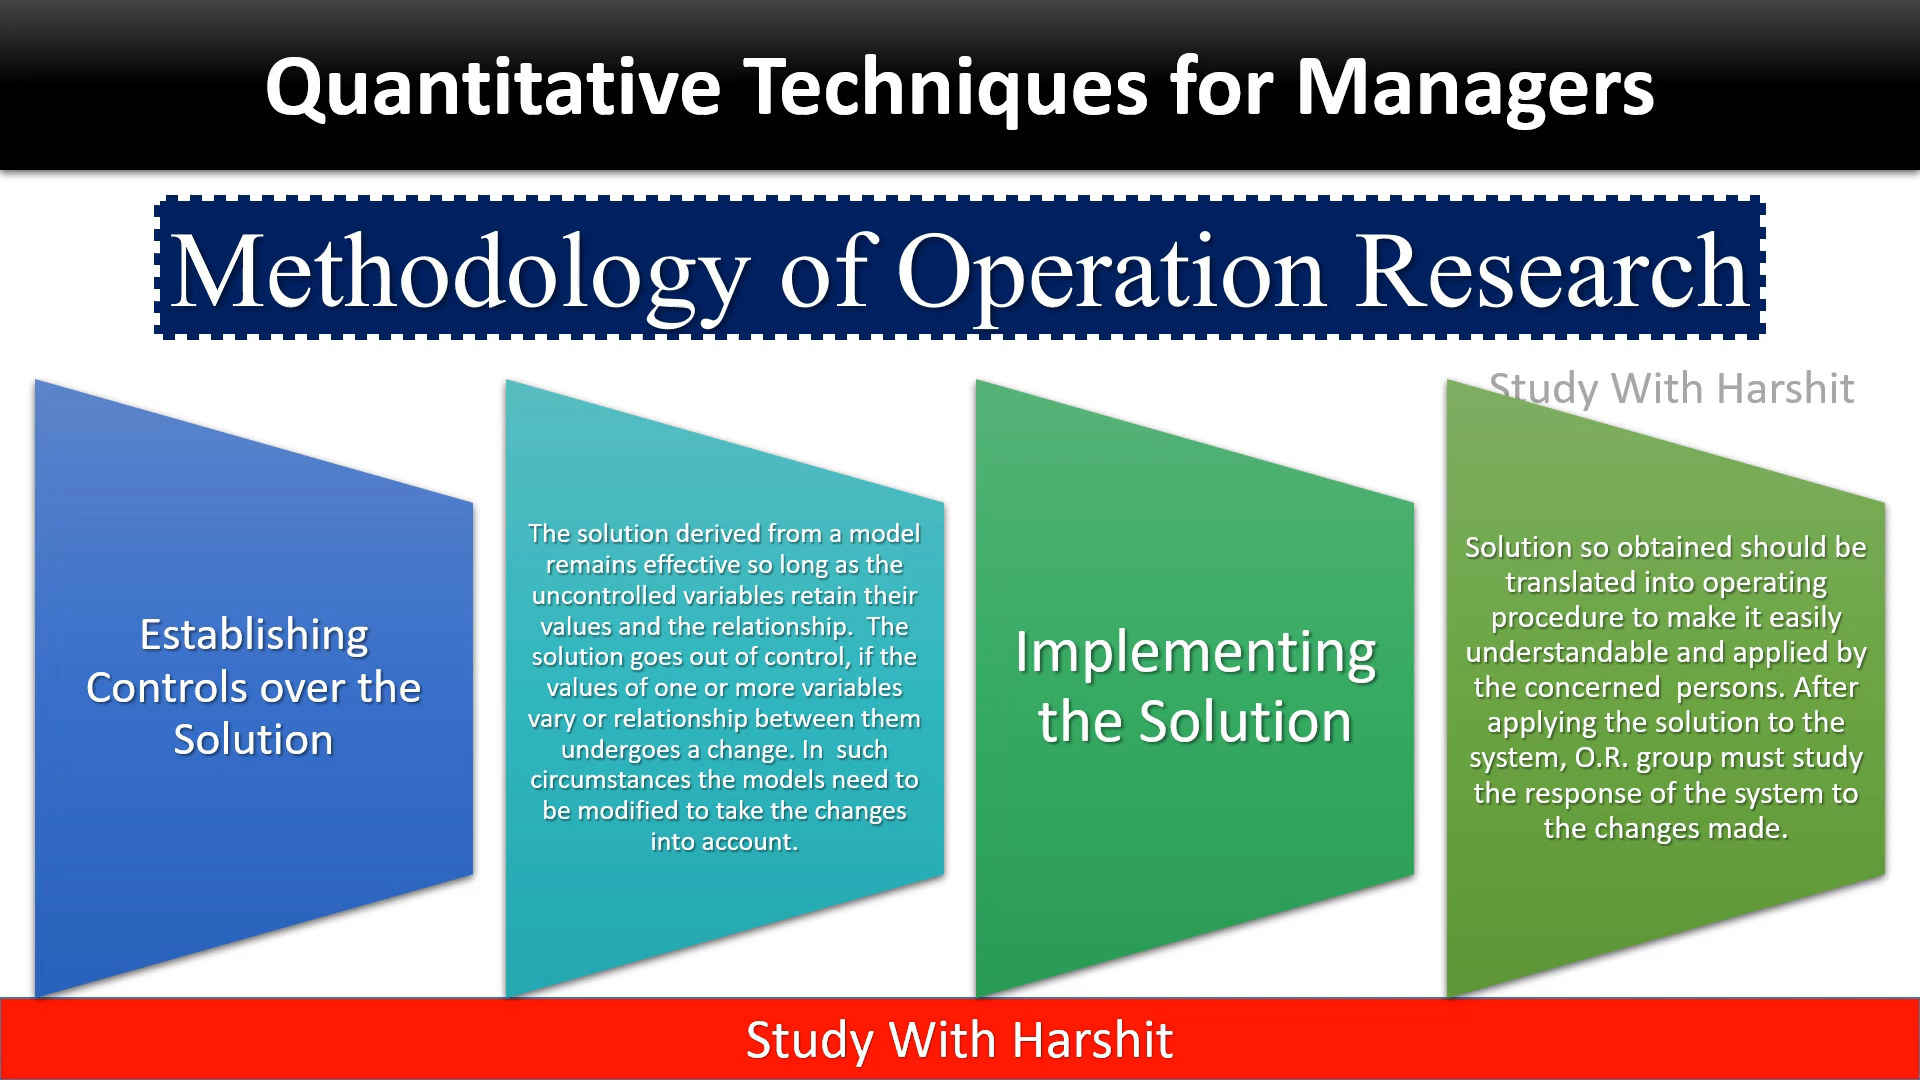 Quantitative Techniques for Managers
Methodology of Operation Research
Study With Harshit
Establishing
Controls over the
Solution
The solution derived from a model
remains effective so long as the
uncontrolled variables retain their
values and the relationship.  The
solution goes out of control, if the
values of one or more variables
vary or relationship between them
undergoes a change. In  such
circumstances the models need to
be modified to take the changes
into account.
Implementing
the Solution
Solution so obtained should be
translated into operating
procedure to make it easily
understandable and applied by
the concerned  persons. After
applying the solution to the
system, O.R. group must study
the response of the system to
the changes made.
Study With Harshit